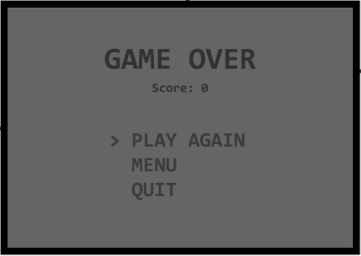 GAME OVER
Score: 0
> PLAY AGAIN
MENU
QUIT